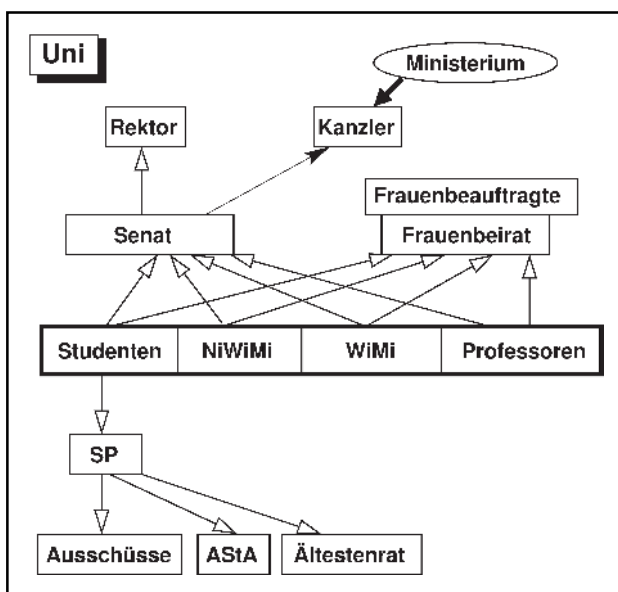 Uni
Ministerium
Rektor
Kanzler
Frauenbeauftragte
Senat
Frauenbeirat
Studenten
NiWiMi
WiMi
Professoren
SP
Ausschüsse
AStA
Ältestenrat